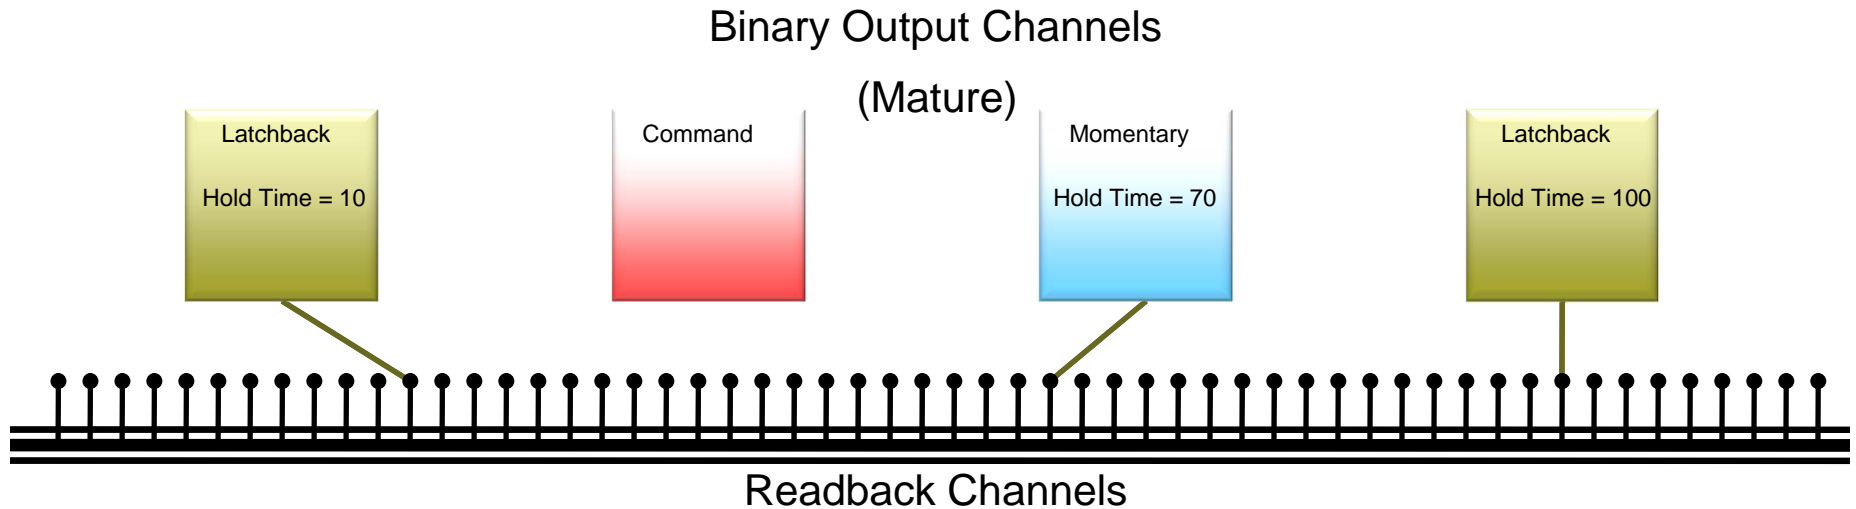 Binary Output Channels
(Mature)
Latchback
Hold Time = 10
Command
Momentary
Hold Time = 70
Latchback
Hold Time = 100
Readback Channels